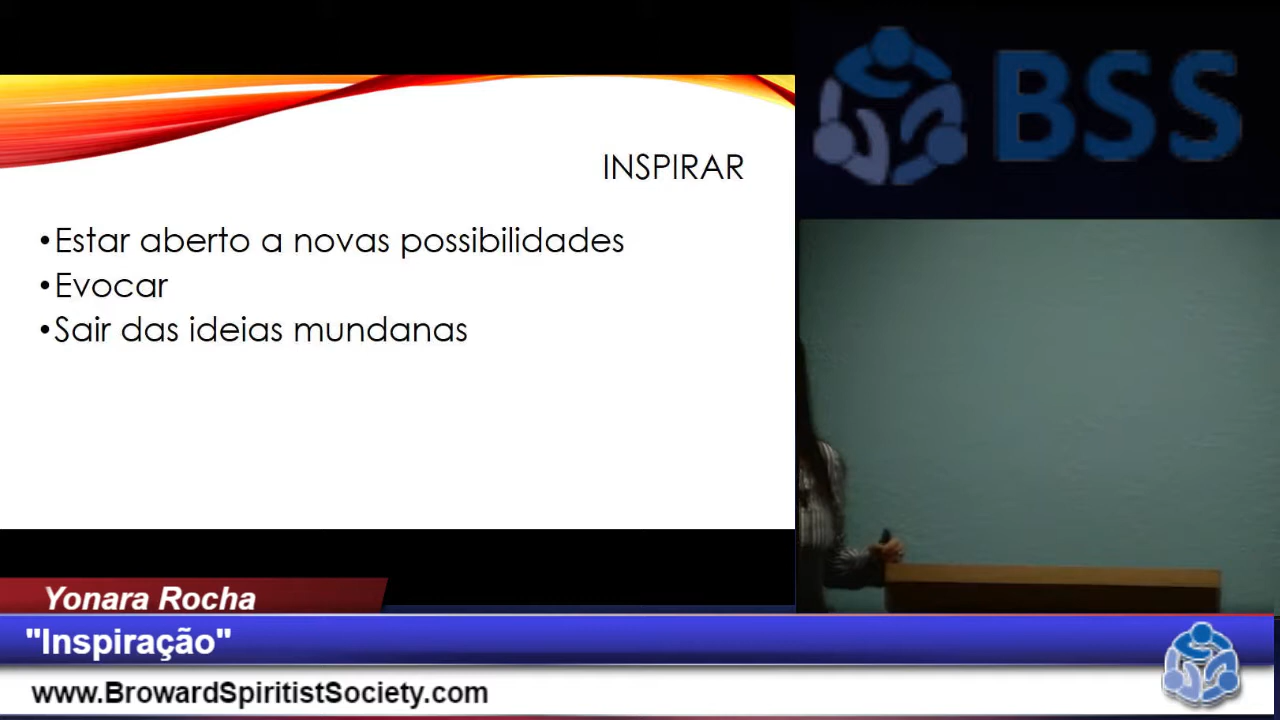 BSS
INSPIRAR
•Estar aberto a novas possibilidades
•Evocar
•Sair das ideias mundanas
Yonara Rocha
"Inspiração"
www.BrowardSpiritistSociety.com